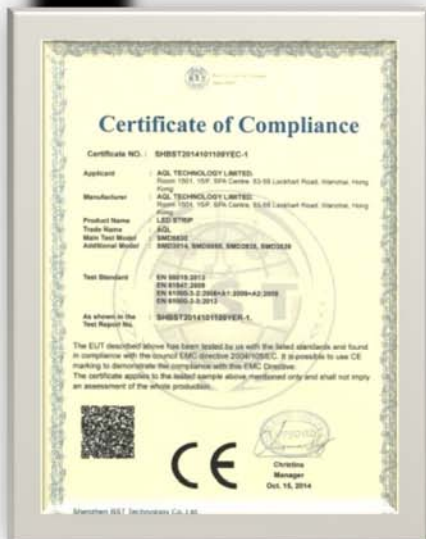 Certificate of Compliance
Certificate NO. : SHBST2014101109YEC-1
Applicant : AQL TECHNOLOGY LIMITED.
Room 1501, 15/F, SPA Centre, 53-55 Lockhart Road, Wanchai, Hong
Kong
Manufacturer : AQL TECHNOLOGY LIMITED.
Room 1501, 15/F, SPA Centre, 53-55 Lockhart Road, Wanchai, Hong
Kong
Product Name : LED STRIP
Trade Name : AQL
Main Test Model :
Additional Model :
Test Standard : EN 55015:2013
EN 61547:2009
EN 61000-3-2:2006+A1:2009+A2:2009
EN 61000-3-3:2013
As shown in the : SHBST2014101109YER-1.
Test Report No.
The EUT described above has been tested by us with the listed standards and found
in compliance with the council EMC directive 2004/108/EC. It is possible to use CE
marking to demonstrate the compliance with this EMC Directive.
The certificate applies to the tested sample above mentioned only and shall not imply
an assessment of the whole production.
CE
Christina
Manager
Oct. 15, 2014
Shenzhen BST Technology Co.,Ltd.